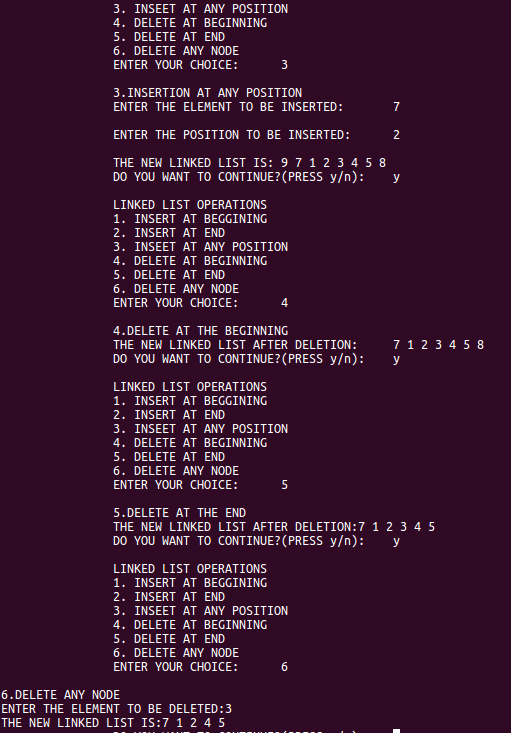 3. INSEET AT ANY POSITION
4. DELETE AT BEGINNING
5. DELETE AT END
6. DELETE ANY NODE
ENTER YOUR CHOICE: 3
3.INSERTION AT ANY POSITION
ENTER THE ELEMENT TO BE INSERTED: 7
ENTER THE POSITION TO BE INSERTED: 2
THE NEW LINKED LIST IS: 9 7 1 2 3 4 5 8
DO YOU WANT TO CONTINUE?(PRESS y/n): y
LINKED LIST OPERATIONS
1. INSERT AT BEGGINING
2. INSERT AT END
3. INSEET AT ANY POSITION
4. DELETE AT BEGINNING
5. DELETE AT END
6. DELETE ANY NODE
ENTER YOUR CHOICE: 4
4.DELETE AT THE BEGINNING
THE NEW LINKED LIST AFTER DELETION: 7 1 2 3 4 5 8
DO YOU WANT TO CONTINUE?(PRESS y/n): y
LINKED LIST OPERATIONS
1. INSERT AT BEGGINING
2. INSERT AT END
3. INSEET AT ANY POSITION
4. DELETE AT BEGINNING
5. DELETE AT END
6. DELETE ANY NODE
ENTER YOUR CHOICE: 5
5.DELETE AT THE END
THE NEW LINKED LIST AFTER DELETION:7 1 2 3 4 5
DO YOU WANT TO CONTINUE?(PRESS y/n): y
LINKED LIST OPERATIONS
1. INSERT AT BEGGINING
2. INSERT AT END
3. INSEET AT ANY POSITION
4. DELETE AT BEGINNING
5. DELETE AT END
6. DELETE ANY NODE
ENTER YOUR CHOICE: 6
6.DELETE ANY NODE
ENTER THE ELEMENT TO BE DELETED:3
THE NEW LINKED LIST IS:7 1 2 4 5